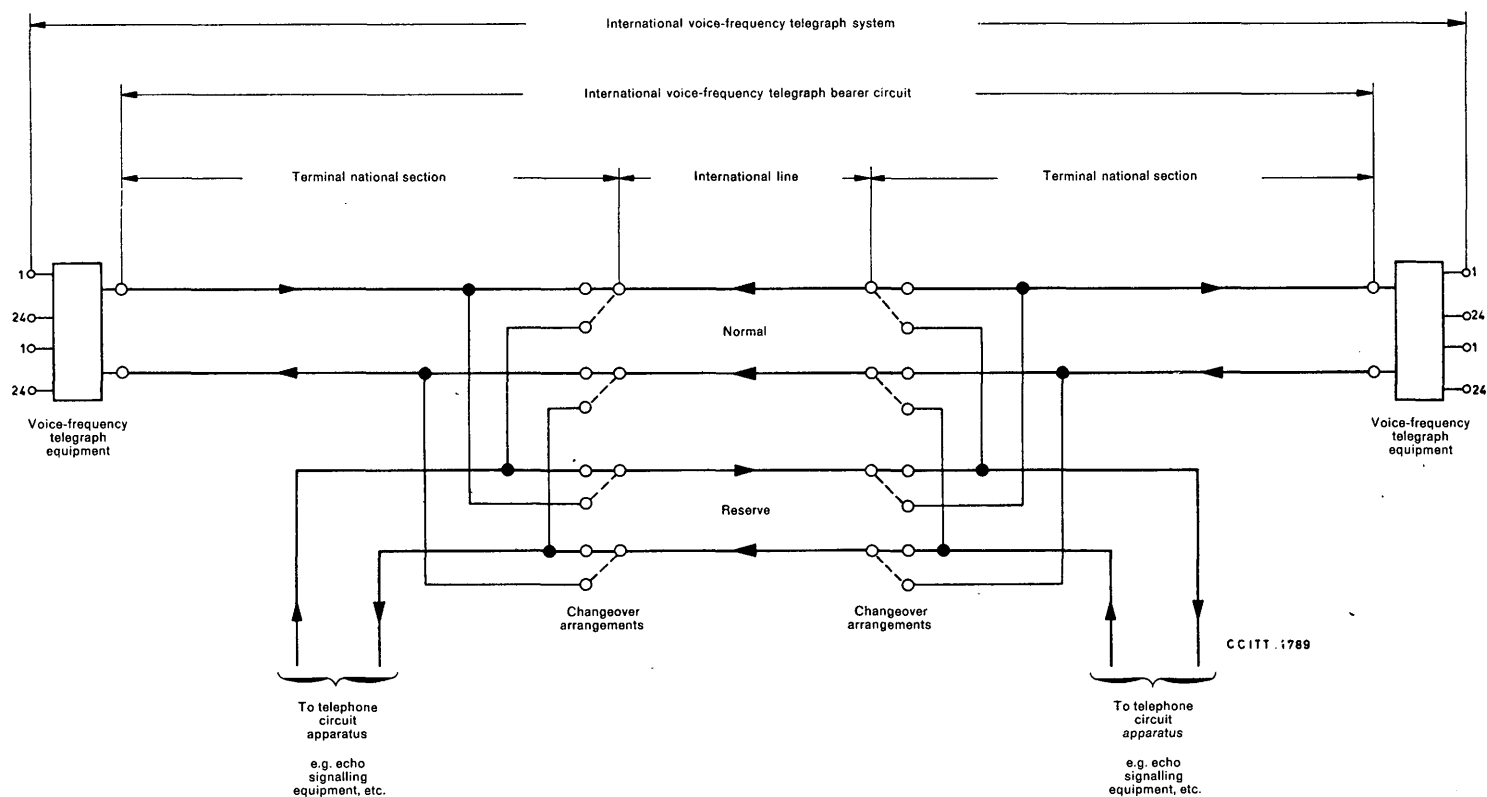 International voice-frequency telegraph system
International voice-frequency telegraph bearer circuit
Terminal national section
International line
Terminal national section
1
24
1
24
1
24
1
24
Normal
Voice-frequency
telegraph
equipment
Voice-frequency
telegraph
equipment
Reserve
Changeover
arrangements
Changeover
arrangements
CCITT.1789
To telephone
circuit
apparatus
e.g. echo
signalling
equipment, etc.
To telephone
circuit
apparatus
e.g. echo
signalling
equipment, etc.